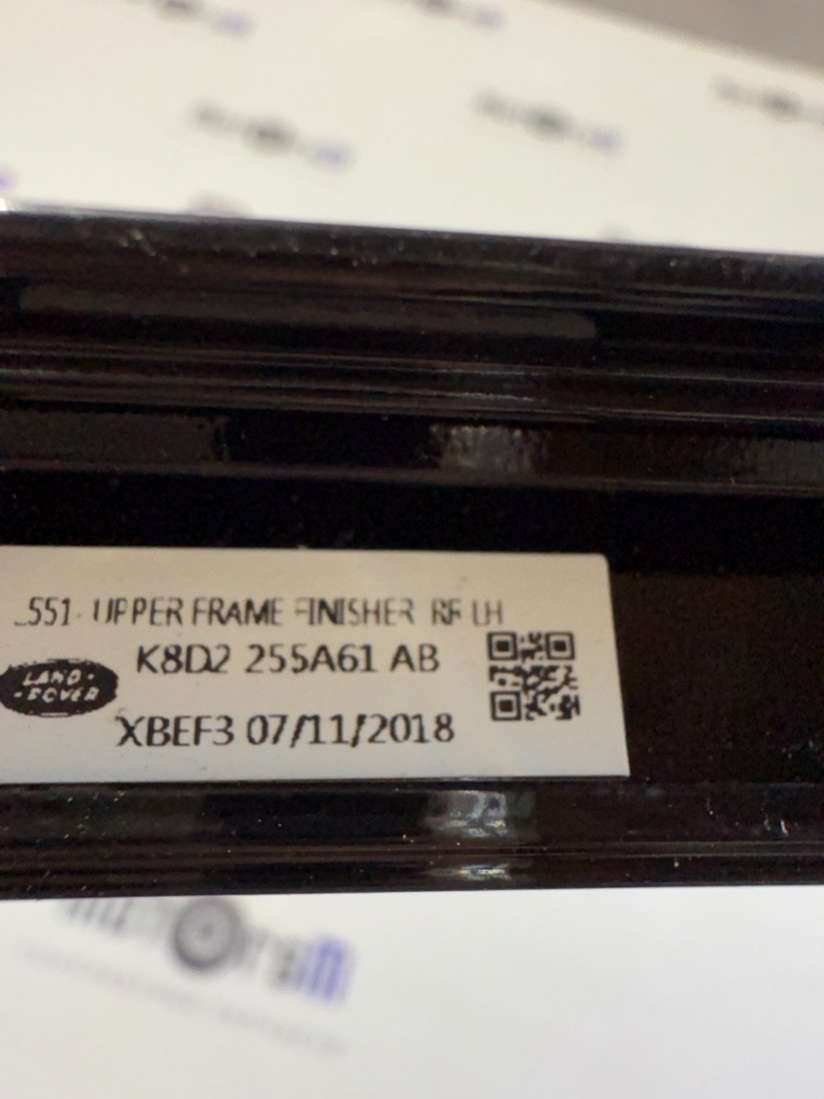 551 UPPER FRAME FINISHER RF LH
K8D2 255A61 AB
LAND
ROVER
XBEF3 07/11/2018